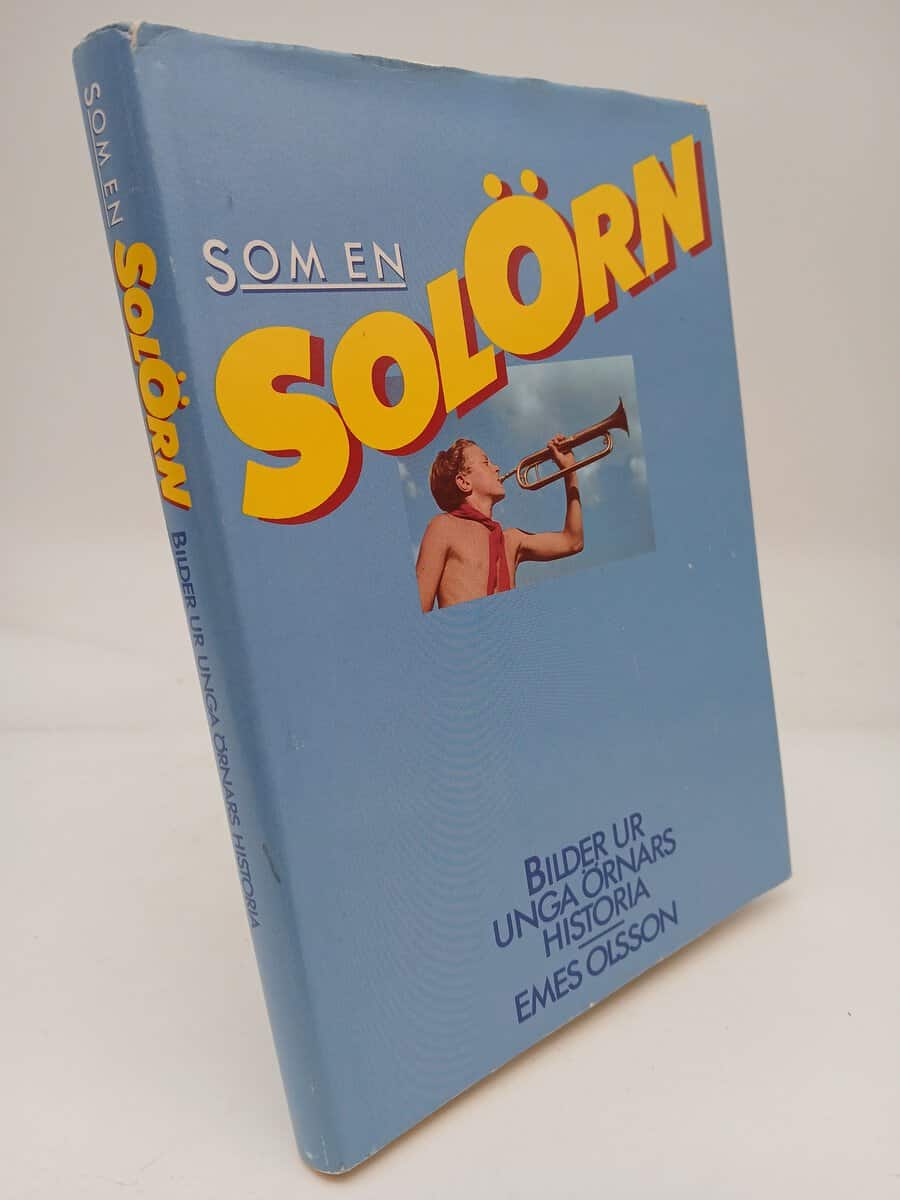 SOM EN
SOLÖRN
BILDER UR
UNGA ÖRNARS
HISTORIA
EMES OLSSON
SOM EN SOLÖRN BILDER UR UNGA ÖRNARS HISTORIA